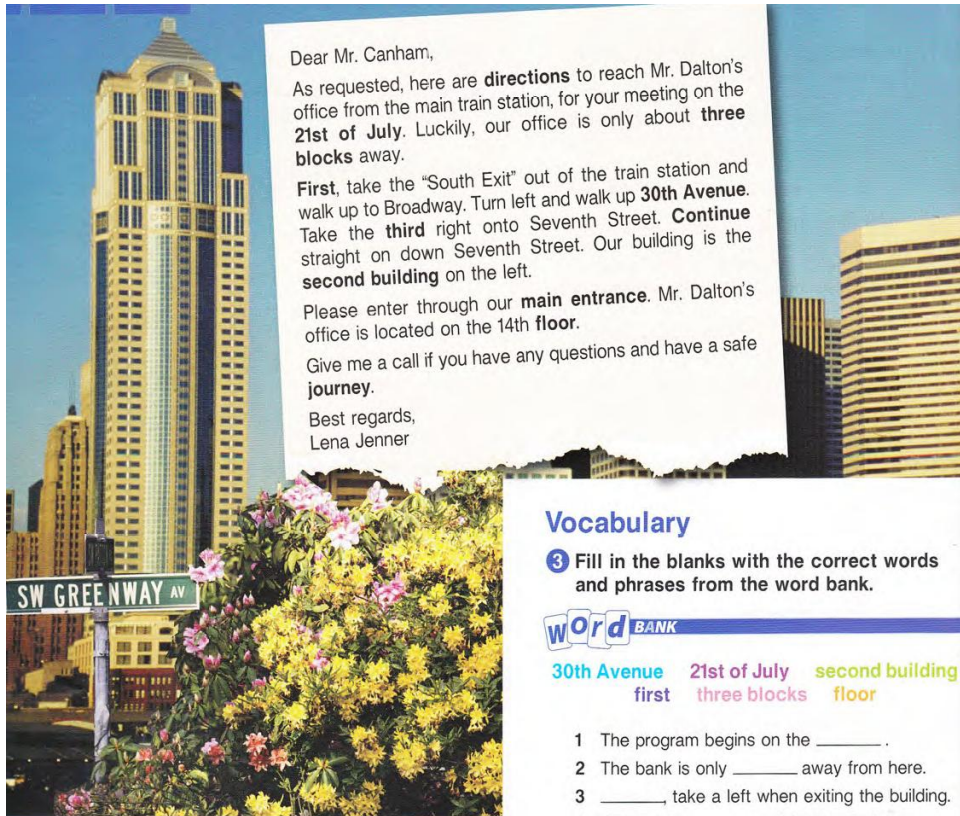 Dear Mr. Canham,
As requested, here are directions to reach Mr. Dalton's
office from the main train station, for your meeting on the
21st of July. Luckily, our office is only about three
blocks away.
First, take the “South Exit” out of the train station and
walk up to Broadway. Turn left and walk up 30th Avenue.
Take the third right onto Seventh Street. Continue
straight on down Seventh Street. Our building is the
second building on the left.
Please enter through our main entrance. Mr. Dalton's
office is located on the 14th floor.
Give me a call if you have any questions and have a safe
journey.
Best regards,
Lena Jenner
SW GREENWAY AV
Vocabulary
3 Fill in the blanks with the correct words
and phrases from the word bank.
word BANK
30th Avenue 21st of July second building
first three blocks floor
1 The program begins on the ______ .
2 The bank is only ______ away from here.
3 ______, take a left when exiting the building.